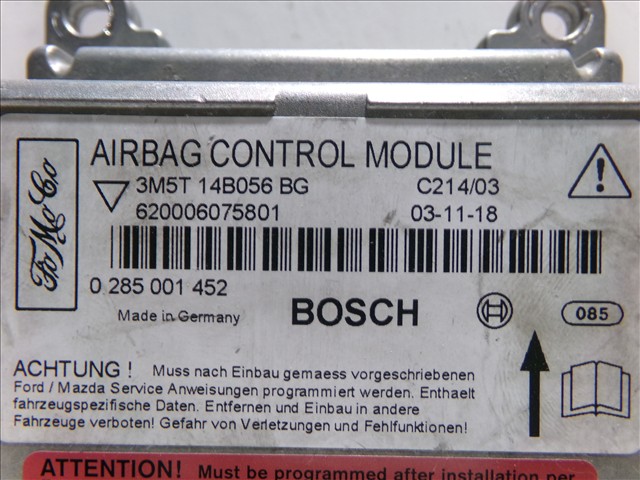 FoMoCo
AIRBAG CONTROL MODULE
3M5T 14B056 BG C214/03
620006075801 03-11-18
0 285 001 452
Made in Germany BOSCH 085
ACHTUNG ! Muss nach Einbau gemaess vorgeschriebenen
Ford / Mazda Service Anweisungen programmiert werden. Enthaelt
fahrzeugspezifische Daten. Entfernen und Einbau in andere
Fahrzeuge verboten! Gefahr von Verletzungen und Fehlfunktionen!
ATTENTION! Must be programmed after installation per